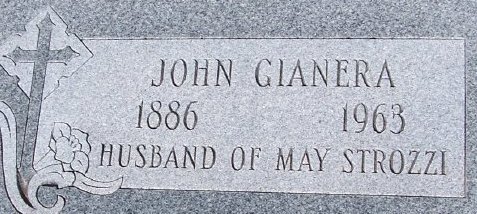 JOHN GIANERA
1886 1963
HUSBAND OF MAY STROZZI